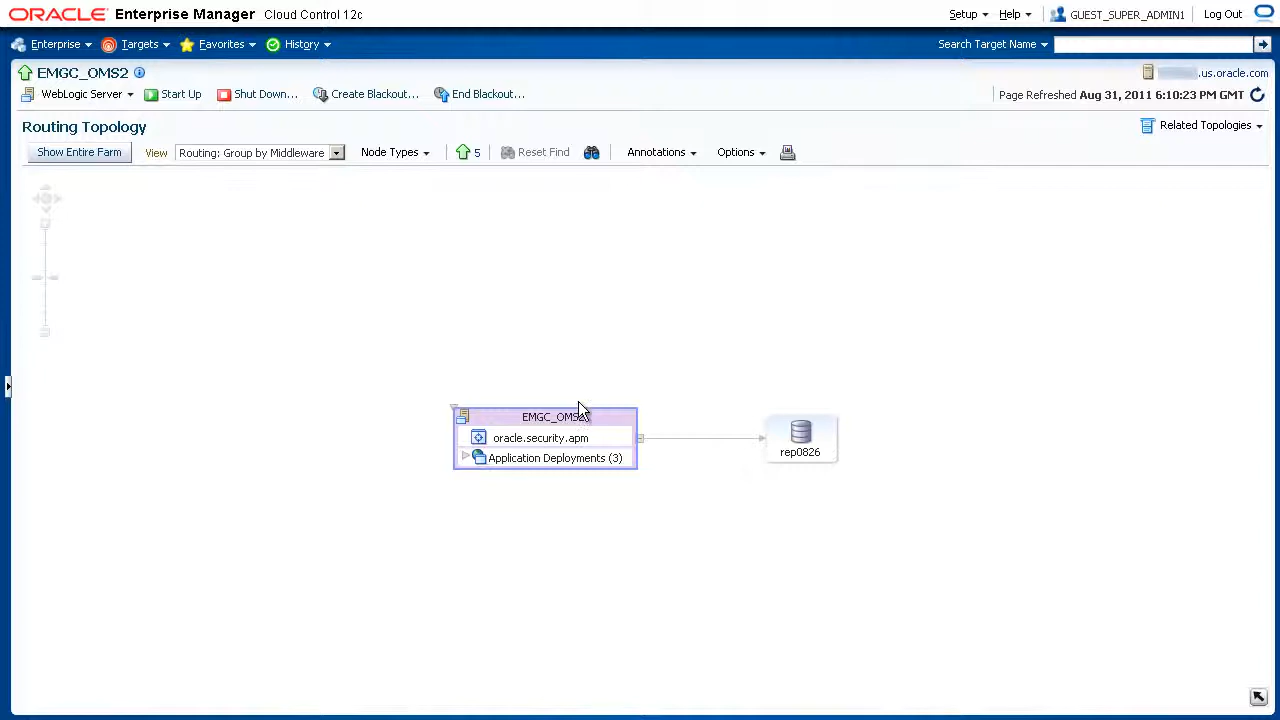 ORACLE Enterprise Manager Cloud Control 12c
Setup Help GUEST_SUPER_ADMIN1 Log Out
Enterprise Targets Favorites History Search Target Name
EMGC_OMS2 .us.oracle.com
WebLogic Server Start Up Shut Down... Create Blackout... End Blackout... Page Refreshed Aug 31, 2011 6:10:23 PM GMT
Routing Topology Related Topologies
Show Entire Farm View Routing: Group by Middleware Node Types 5 Reset Find Annotations Options
EMGC_OMS2
oracle.security.apm
Application Deployments (3)
rep0826